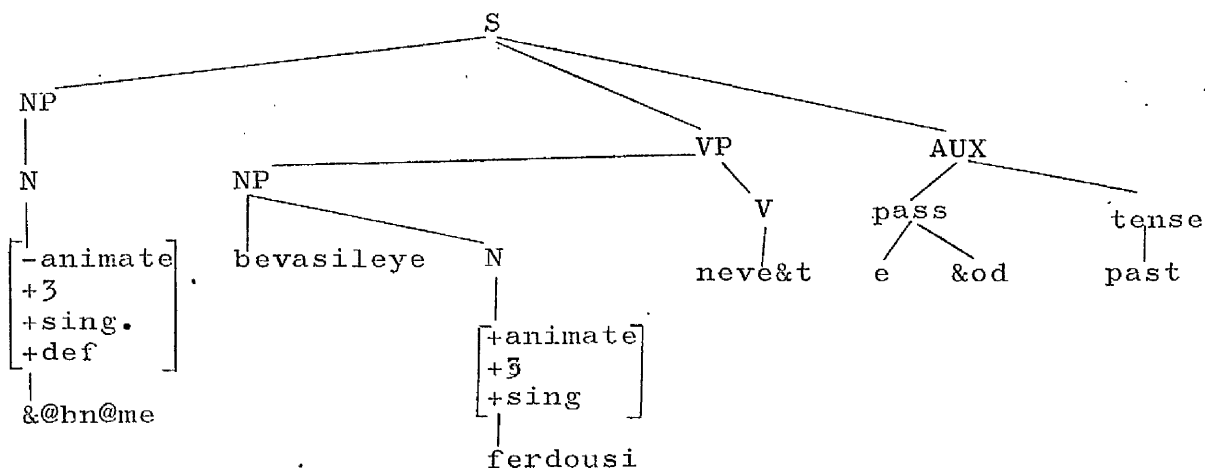 S
NP
VP AUX
N NP
V pass tense
-animate bevasileye N neve&t e &od past
+3
+sing. +animate
+def +3
+sing
&@hn@me
ferdousi